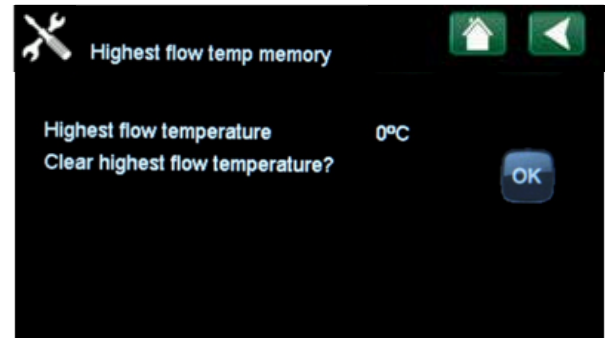 Highest flow temp memory
Highest flow temperature 0ºC
Clear highest flow temperature?
OK